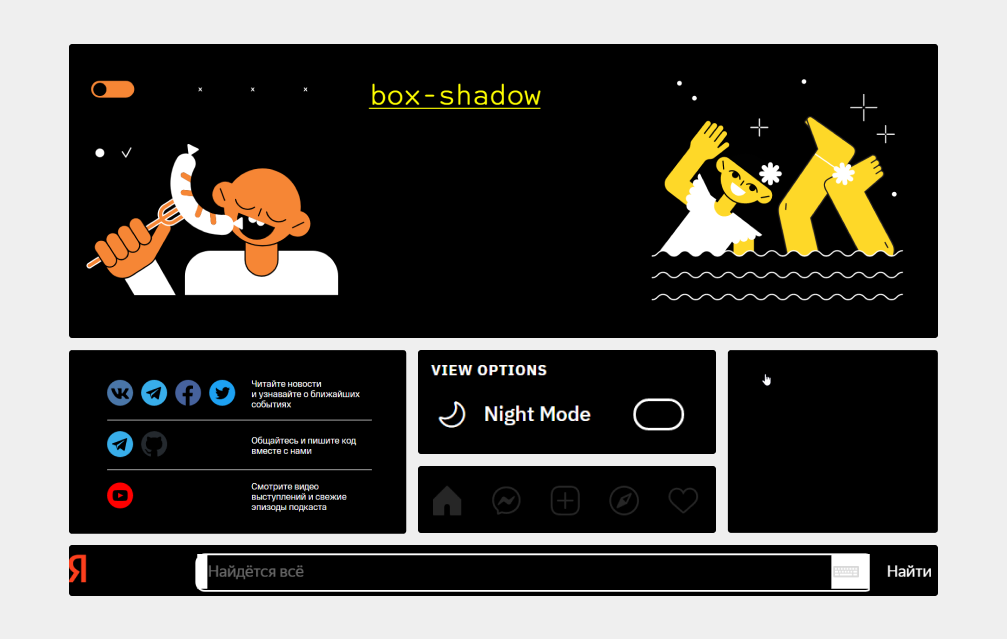 box-shadow
Читайте новости
и узнавайте о ближайших
событиях
Общайтесь и пишите код
вместе с нами
Смотрите видео
выступлений и свежие
эпизоды подкаста
VIEW OPTIONS
Night Mode
Я
Найдётся всё
Найти